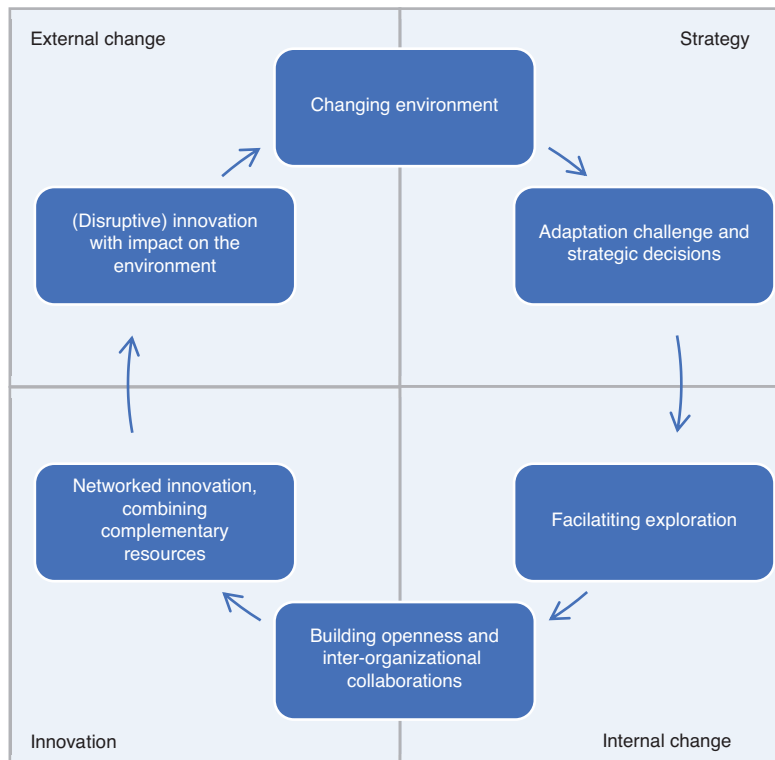 External change
Strategy
Changing environment
(Disruptive) innovation
with impact on the
environment
Adaptation challenge and
strategic decisions
Networked innovation,
combining
complementary
resources
Facilatiting exploration
Building openness and
inter-organizational
collaborations
Innovation
Internal change